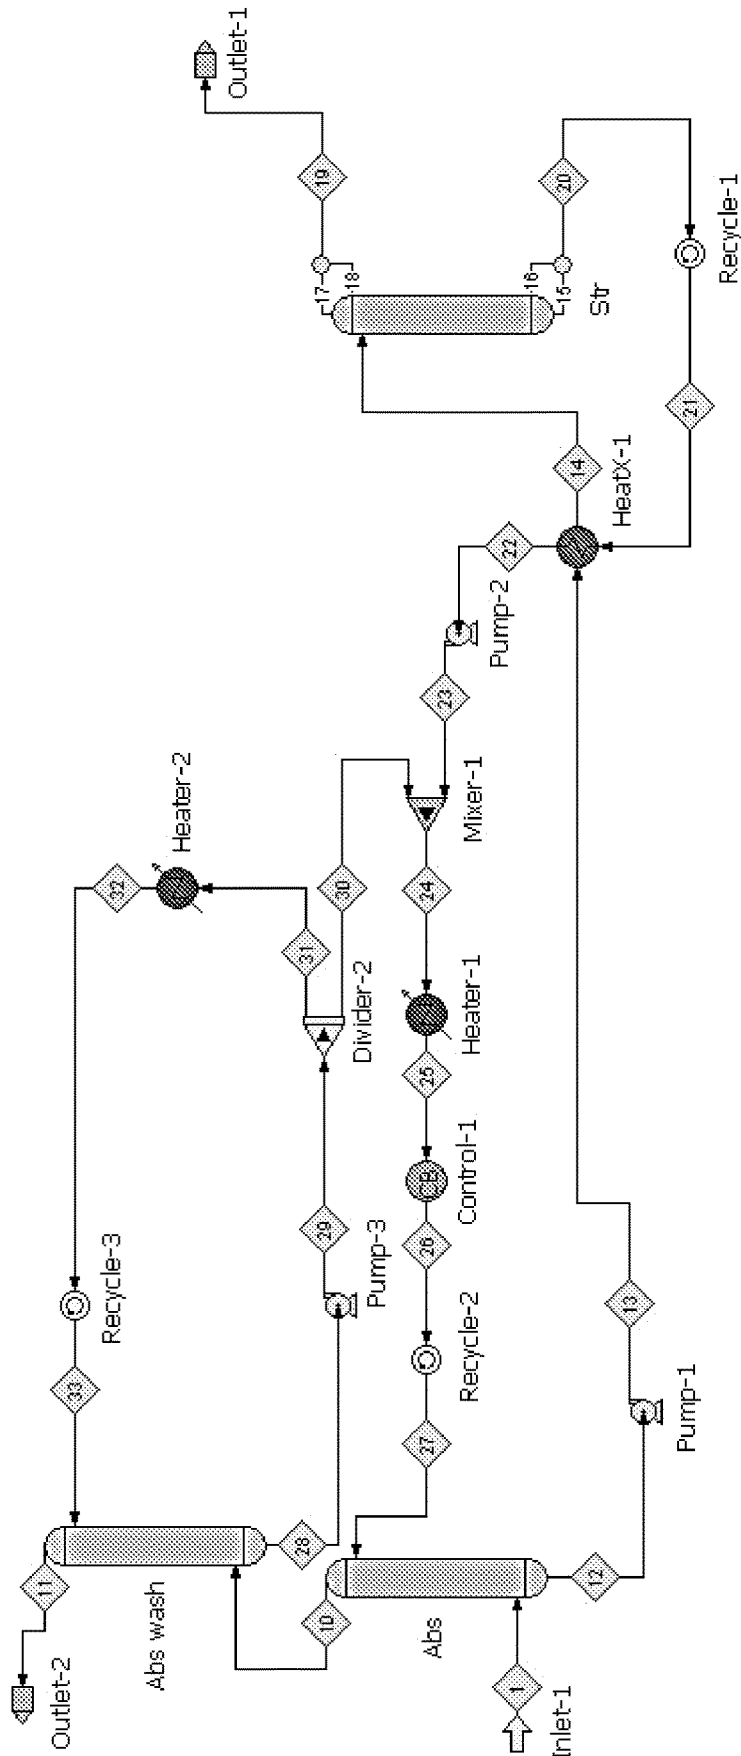 Outlet-2
11
Abs wash
33
Recycle-3
32
Heater-2
31
Divider-2
30
29
Pump-3
28
10
Abs
1
Inlet-1
12
Pump-1
13
27
Recycle-2
26
CB
Control-1
25
Heater-1
24
Mixer-1
23
Pump-2
22
HeatX-1
14
21
Recycle-1
20
15
16
Str
17
18
19
Outlet-1